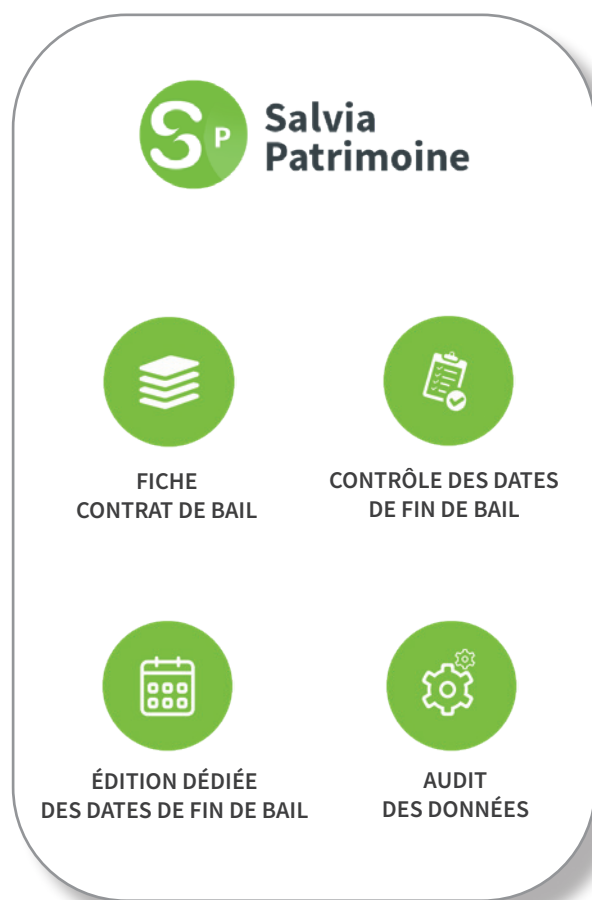 S P
Salvia
Patrimoine
FICHE
CONTRAT DE BAIL
CONTRÔLE DES DATES
DE FIN DE BAIL
ÉDITION DÉDIÉE
DES DATES DE FIN DE BAIL
AUDIT
DES DONNÉES